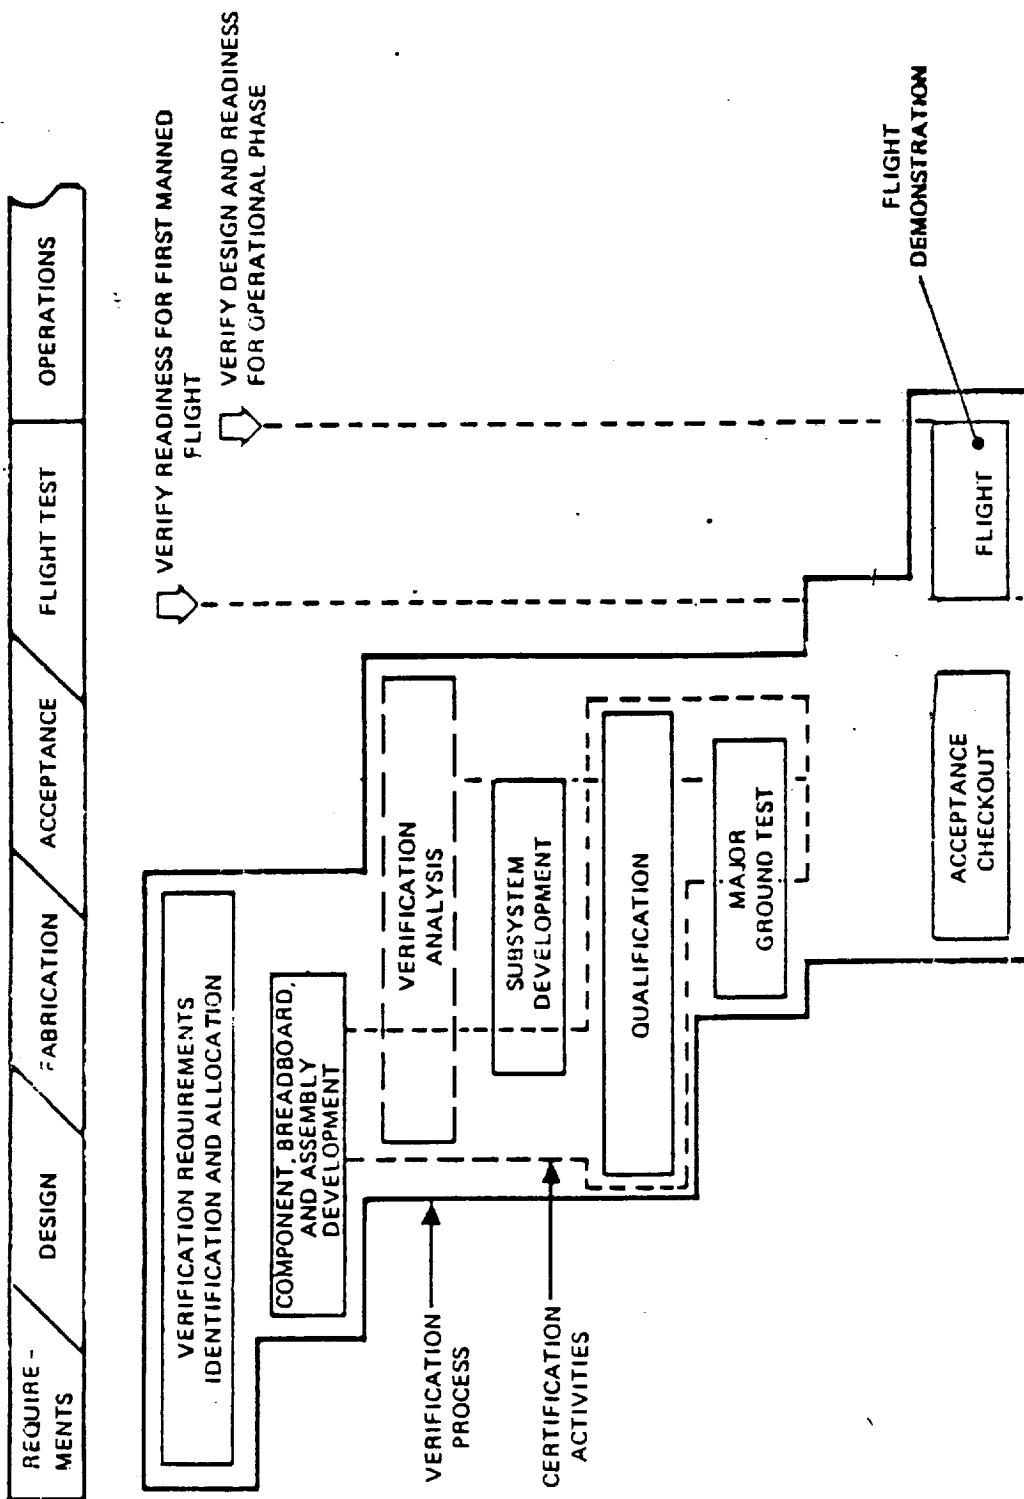 REQUIRE-
MENTS
DESIGN
FABRICATION
ACCEPTANCE
FLIGHT TEST
OPERATIONS
VERIFY READINESS FOR FIRST MANNED
FLIGHT
VERIFY DESIGN AND READINESS
FOR OPERATIONAL PHASE
VERIFICATION REQUIREMENTS
IDENTIFICATION AND ALLOCATION
COMPONENT, BREADBOARD,
AND ASSEMBLY
DEVELOPMENT
VERIFICATION
ANALYSIS
VERIFICATION
PROCESS
SUBSYSTEM
DEVELOPMENT
CERTIFICATION
ACTIVITIES
QUALIFICATION
MAJOR
GROUND TEST
FLIGHT
DEMONSTRATION
ACCEPTANCE
CHECKOUT
FLIGHT